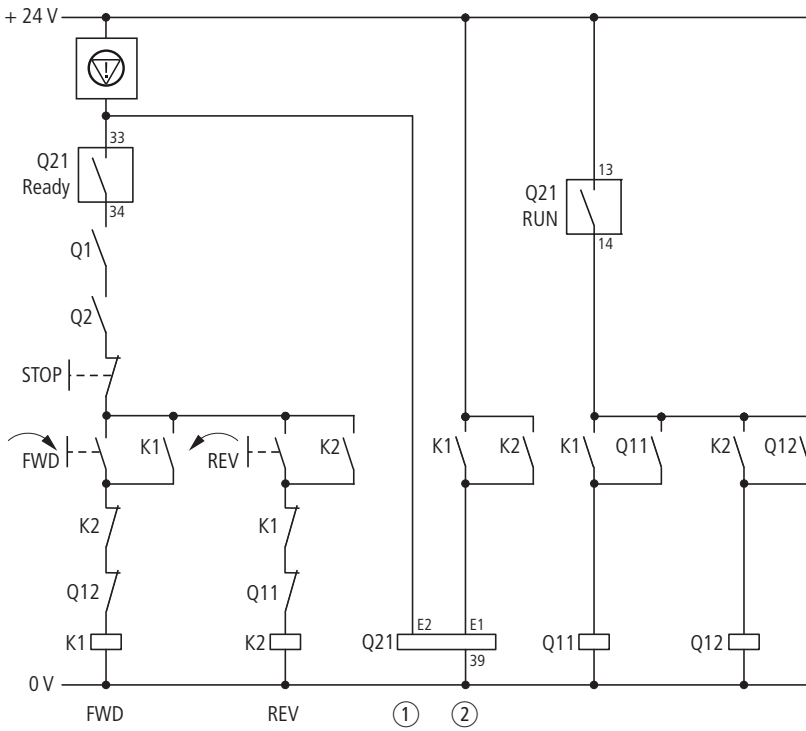 + 24 V
!
33
Q21
Ready
34
13
Q21
RUN
14
Q1
Q2
STOP
FWD
K1
REV
K2
K1
K2
K1
Q11
K2
Q12
K2
K1
Q12
Q11
E2
E1
K1
K2
Q21
39
Q11
Q12
0 V
FWD
REV
1
2